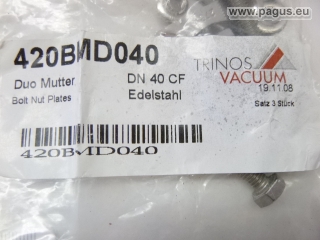 www.pagus.eu
420BMD040
TRINOS
VACUUM
Duo Mutter
DN 40 CF
19.11.08
Bolt Nut Plates
Edelstahl
Satz 3 Stück
420BMD040